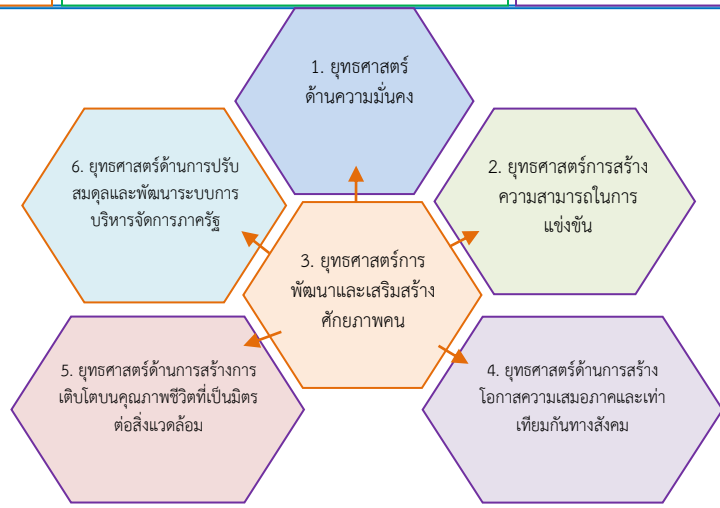 1. ยุทธศาสตร์
ด้านความมั่นคง
6. ยุทธศาสตร์ด้านการปรับ
สมดุลและพัฒนาระบบการ
บริหารจัดการภาครัฐ
2. ยุทธศาสตร์การสร้าง
ความสามารถในการ
แข่งขัน
3. ยุทธศาสตร์การ
พัฒนาและเสริมสร้าง
ศักยภาพคน
5. ยุทธศาสตร์ด้านการสร้างการ
เติบโตบนคุณภาพชีวิตที่เป็นมิตร
ต่อสิ่งแวดล้อม
4. ยุทธศาสตร์ด้านการสร้าง
โอกาสความเสมอภาคและเท่า
เทียมกันทางสังคม